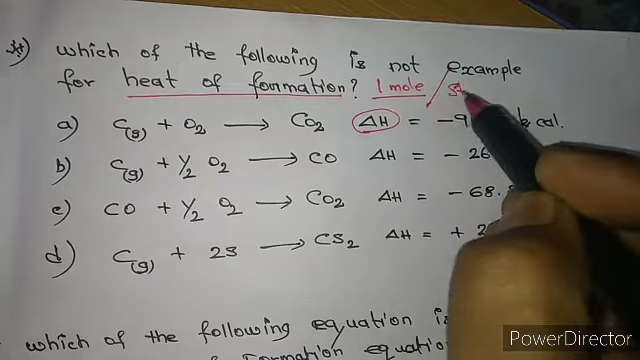 which of the following is not example
for heat of formation? 1 mole
a) C(g) + O2 ⟶ CO2 ΔH = -9 cal.
b) C(g) + 1/2 O2 ⟶ CO ΔH = - 26
c) CO + 1/2 O2 ⟶ CO2 ΔH = - 68.
d) C(g) + 2S ⟶ CS2 ΔH = + 2
which of the following equation
equation
PowerDirector